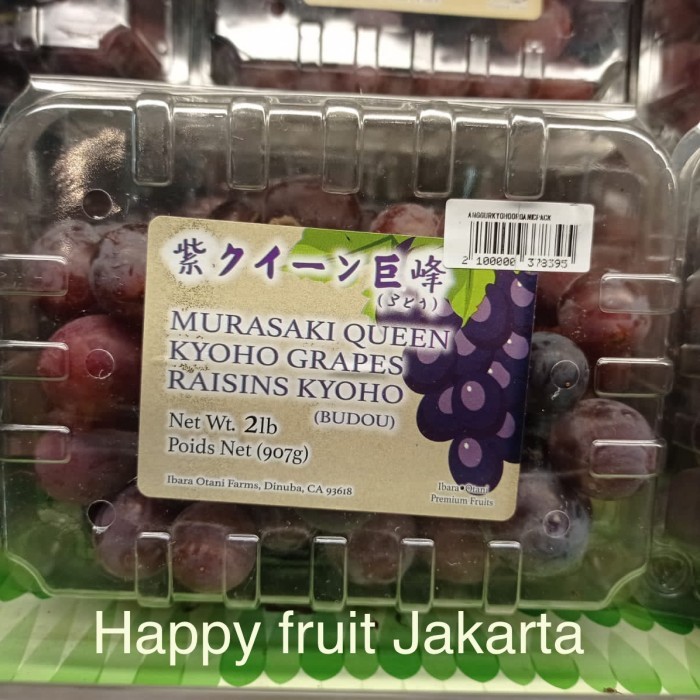 ANGGURKYOHOORGANICPACK
2 100000 373395
紫クイーン巨峰
(ぶどう)
MURASAKI QUEEN
KYOHO GRAPES
RAISINS KYOHO
(BUDOU)
Net Wt. 2lb
Poids Net (907g)
Ibara Otani Farms, Dinuba, CA 93618
Ibara•Otani
Premium Fruits
Happy fruit Jakarta